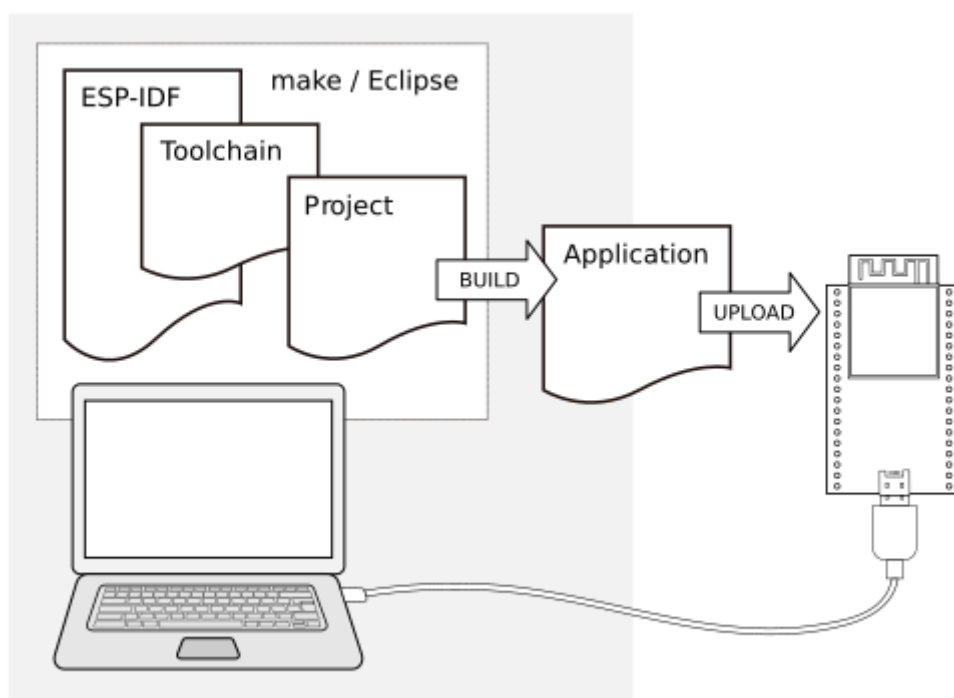 make / Eclipse
ESP-IDF
Toolchain
Project
BUILD
Application
UPLOAD